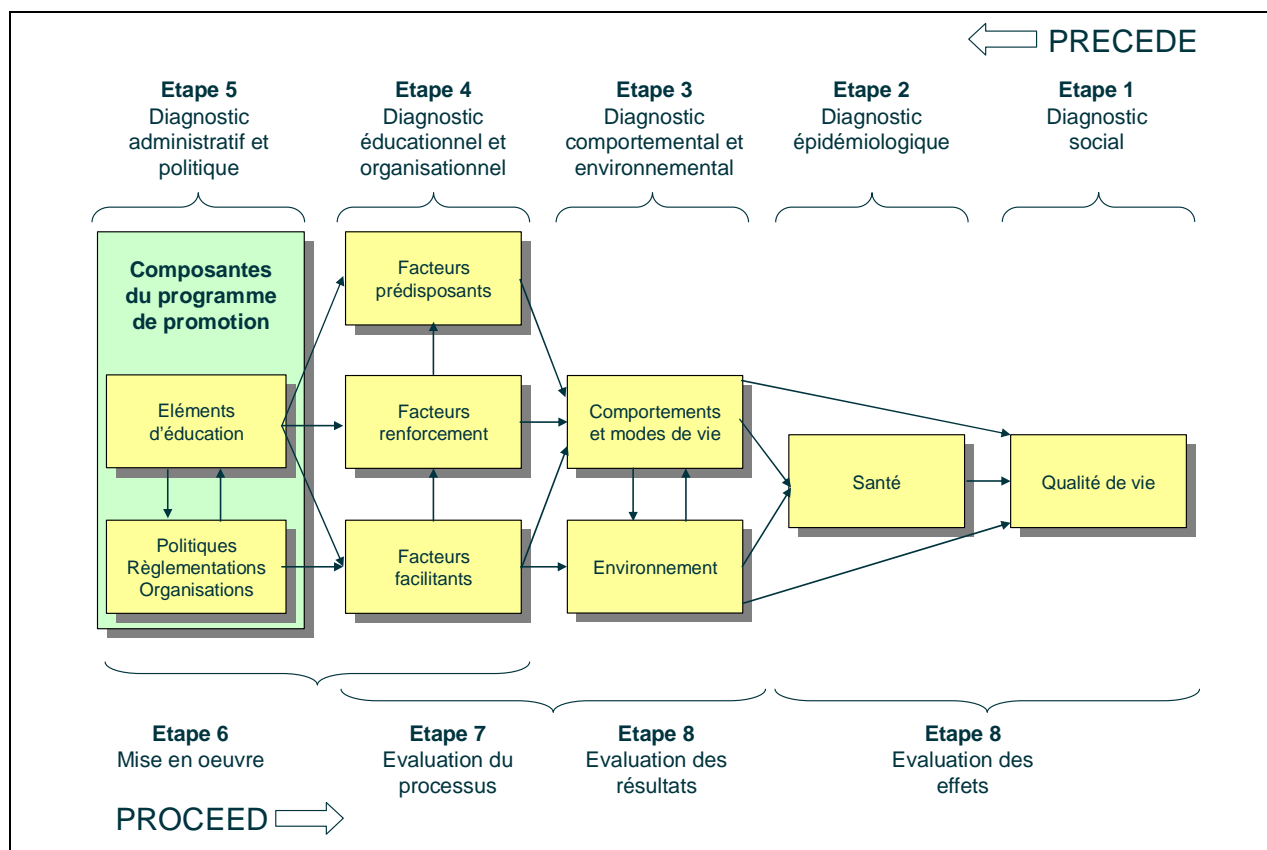 PRECEDE
Etape 5
Diagnostic
administratif et
politique
Etape 4
Diagnostic
éducationnel et
organisationnel
Etape 3
Diagnostic
comportemental et
environnemental
Etape 2
Diagnostic
épidémiologique
Etape 1
Diagnostic
social
Composantes
du programme
de promotion
Eléments
d'éducation
Politiques
Règlementations
Organisations
Facteurs
prédisposants
Facteurs
renforcement
Facteurs
facilitants
Comportements
et modes de vie
Environnement
Santé
Qualité de vie
Etape 6
Mise en oeuvre
Etape 7
Evaluation du
processus
Etape 8
Evaluation des
résultats
Etape 8
Evaluation des
effets
PROCEED